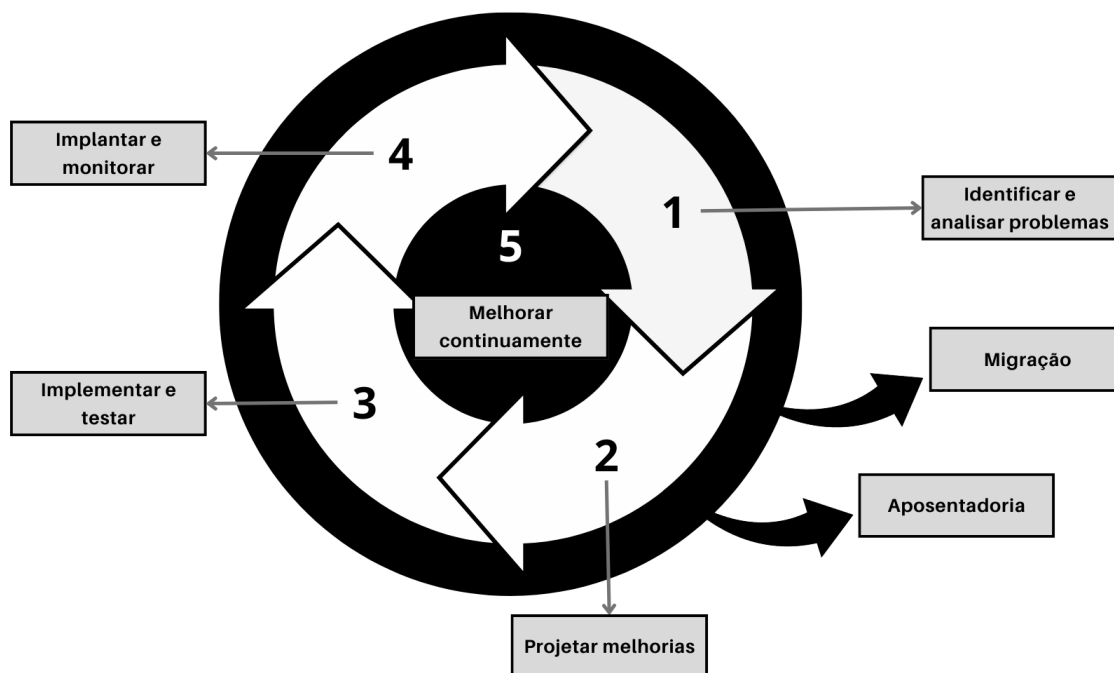 Implantar e
monitorar
4
1
Identificar e
analisar problemas
5
Melhorar
continuamente
Migração
Implementar e
testar
3
2
Aposentadoria
Projetar melhorias